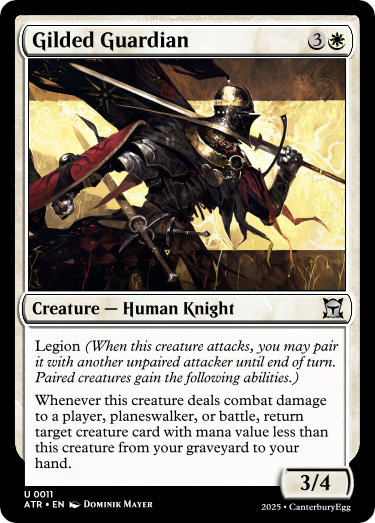 Gilded Guardian 3
Creature — Human Knight
Legion (When this creature attacks, you may pair
it with another unpaired attacker until end of turn.
Paired creatures gain the following abilities.)
Whenever this creature deals combat damage
to a player, planeswalker, or battle, return
target creature card with mana value less than
this creature from your graveyard to your
hand.
3/4
U 0011
ATR • EN DOMINIK MAYER
2025 • CanterburyEgg